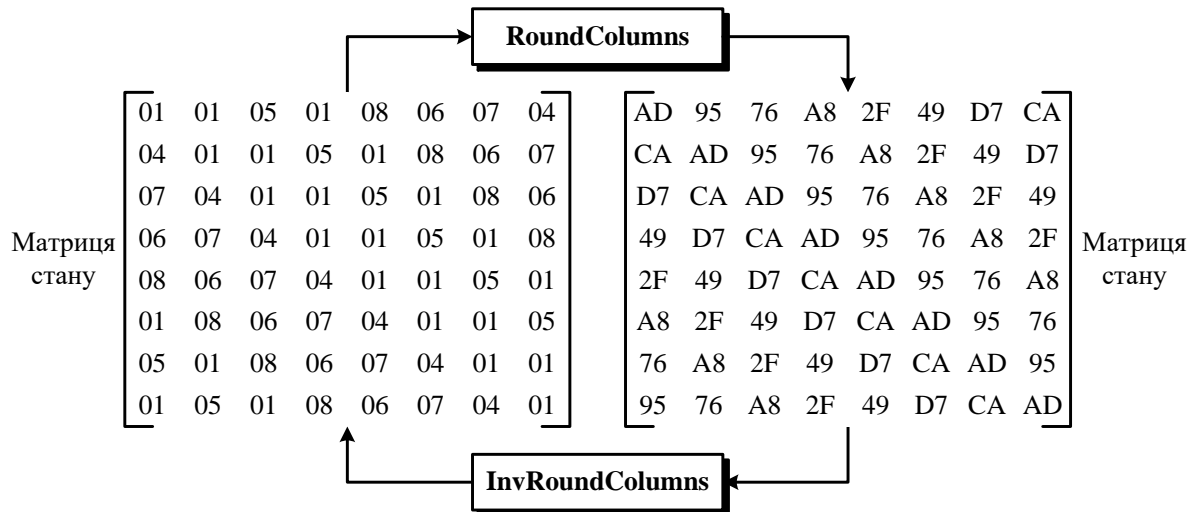 RoundColumns
01 01 05 01 08 06 07 04 AD 95 76 A8 2F 49 D7 CA
04 01 01 05 01 08 06 07 CA AD 95 76 A8 2F 49 D7
07 04 01 01 05 01 08 06 D7 CA AD 95 76 A8 2F 49
Матриця 06 07 04 01 01 05 01 08 49 D7 CA AD 95 76 A8 2F Матриця
стану 08 06 07 04 01 01 05 01 2F 49 D7 CA AD 95 76 A8 стану
01 08 06 07 04 01 01 05 A8 2F 49 D7 CA AD 95 76
05 01 08 06 07 04 01 01 76 A8 2F 49 D7 CA AD 95
01 05 01 08 06 07 04 01 95 76 A8 2F 49 D7 CA AD
InvRoundColumns